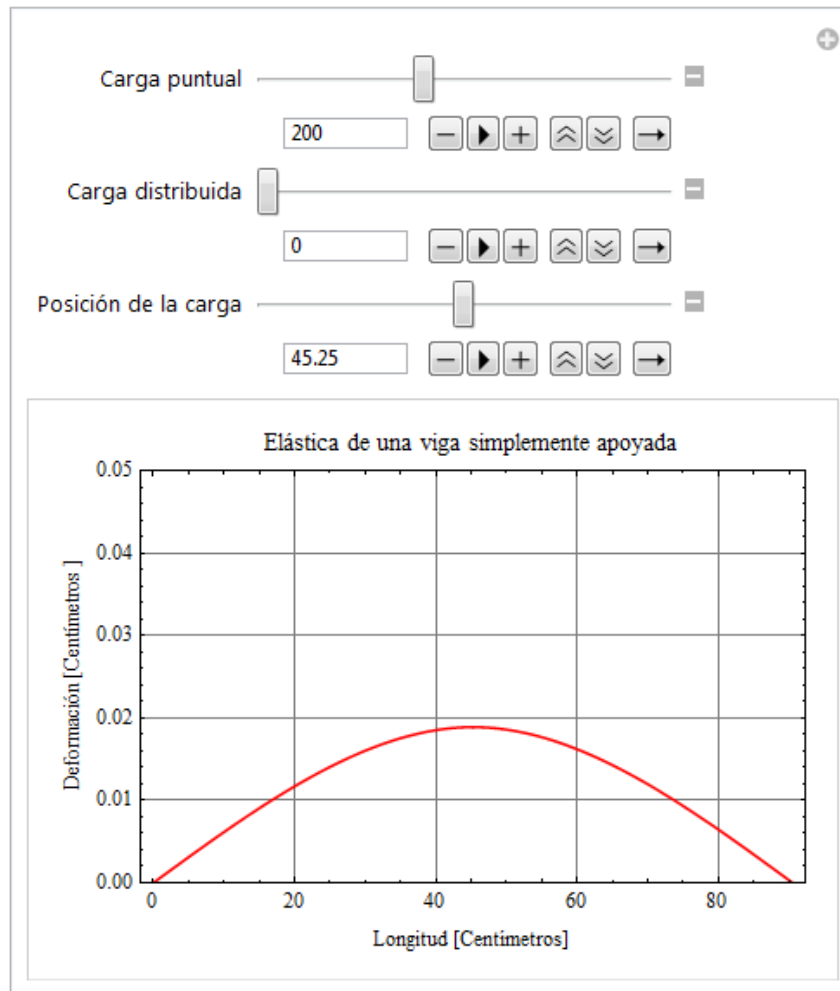 Carga puntual
200
Carga distribuida
0
Posición de la carga
45.25
Elástica de una viga simplemente apoyada
0.05
0.04
0.03
0.02
0.01
0.00
Deformación [Centímetros ]
0 20 40 60 80
Longitud [Centímetros]